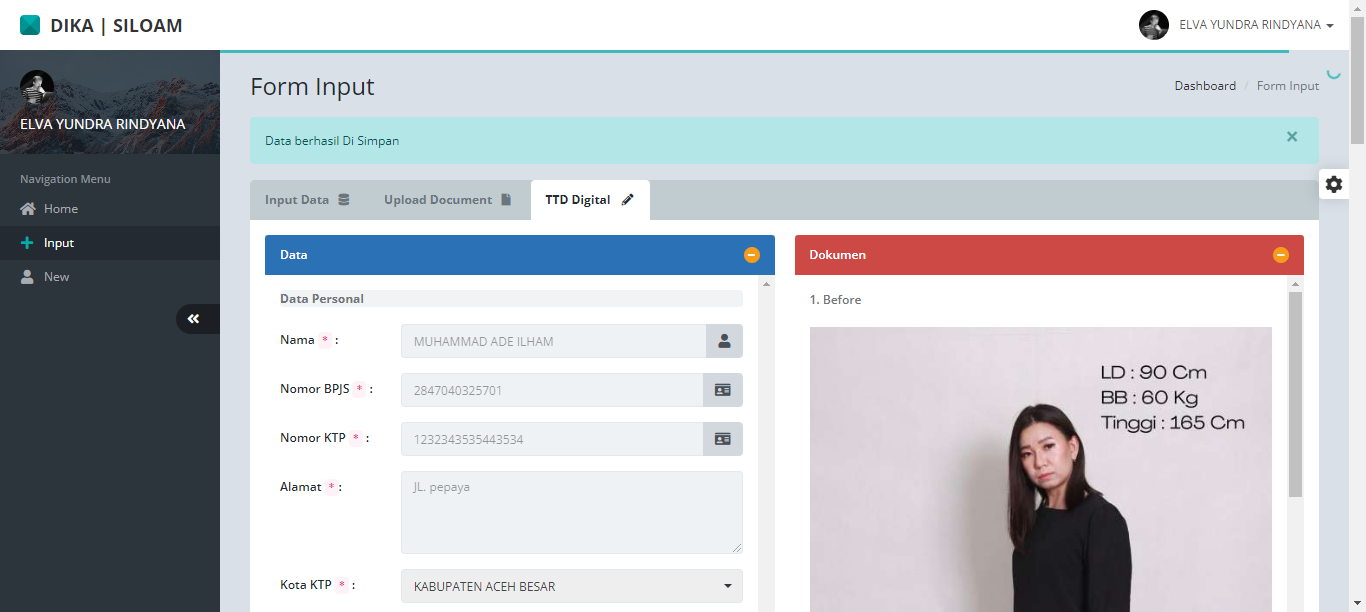 DIKA | SILOAM
ELVA YUNDRA RINDYANA
ELVA YUNDRA RINDYANA
Navigation Menu
Home
Input
New
Form Input
Dashboard / Form Input
Data berhasil Di Simpan
×
Input Data
Upload Document
TTD Digital
Data
Data Personal
Nama * :
MUHAMMAD ADE ILHAM
Nomor BPJS * :
2847040325701
Nomor KTP * :
1232343535443534
Alamat * :
JL. pepaya
Kota KTP * :
KABUPATEN ACEH BESAR
Dokumen
1. Before
LD : 90 Cm
BB : 60 Kg
Tinggi : 165 Cm